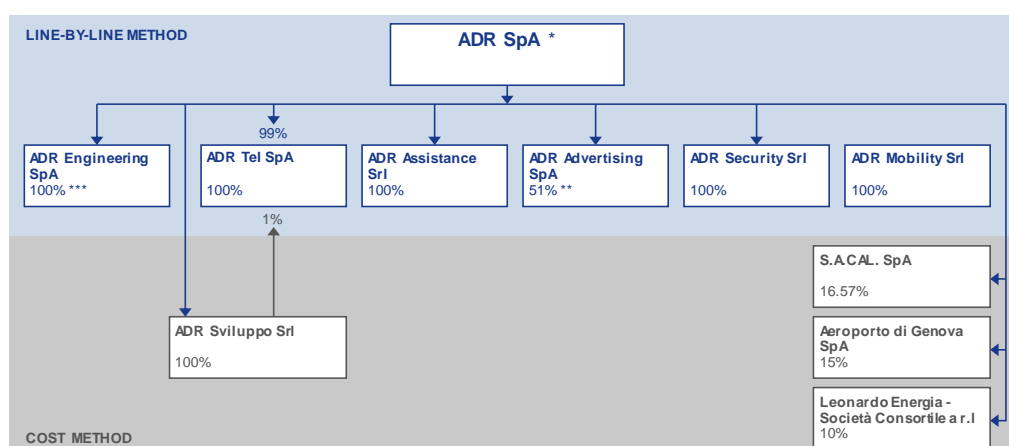 LINE-BY-LINE METHOD
ADR SpA *
99%
ADR Engineering
SpA
100% ***
ADR Tel SpA
100%
ADR Assistance
Srl
100%
ADR Advertising
SpA
51% **
ADR Security Srl
100%
ADR Mobility Srl
100%
1%
S.A.CAL. SpA
16.57%
ADR Sviluppo Srl
100%
Aeroporto di Genova
SpA
15%
Leonardo Energia -
Società Consortile a r.l
10%
COST METHOD